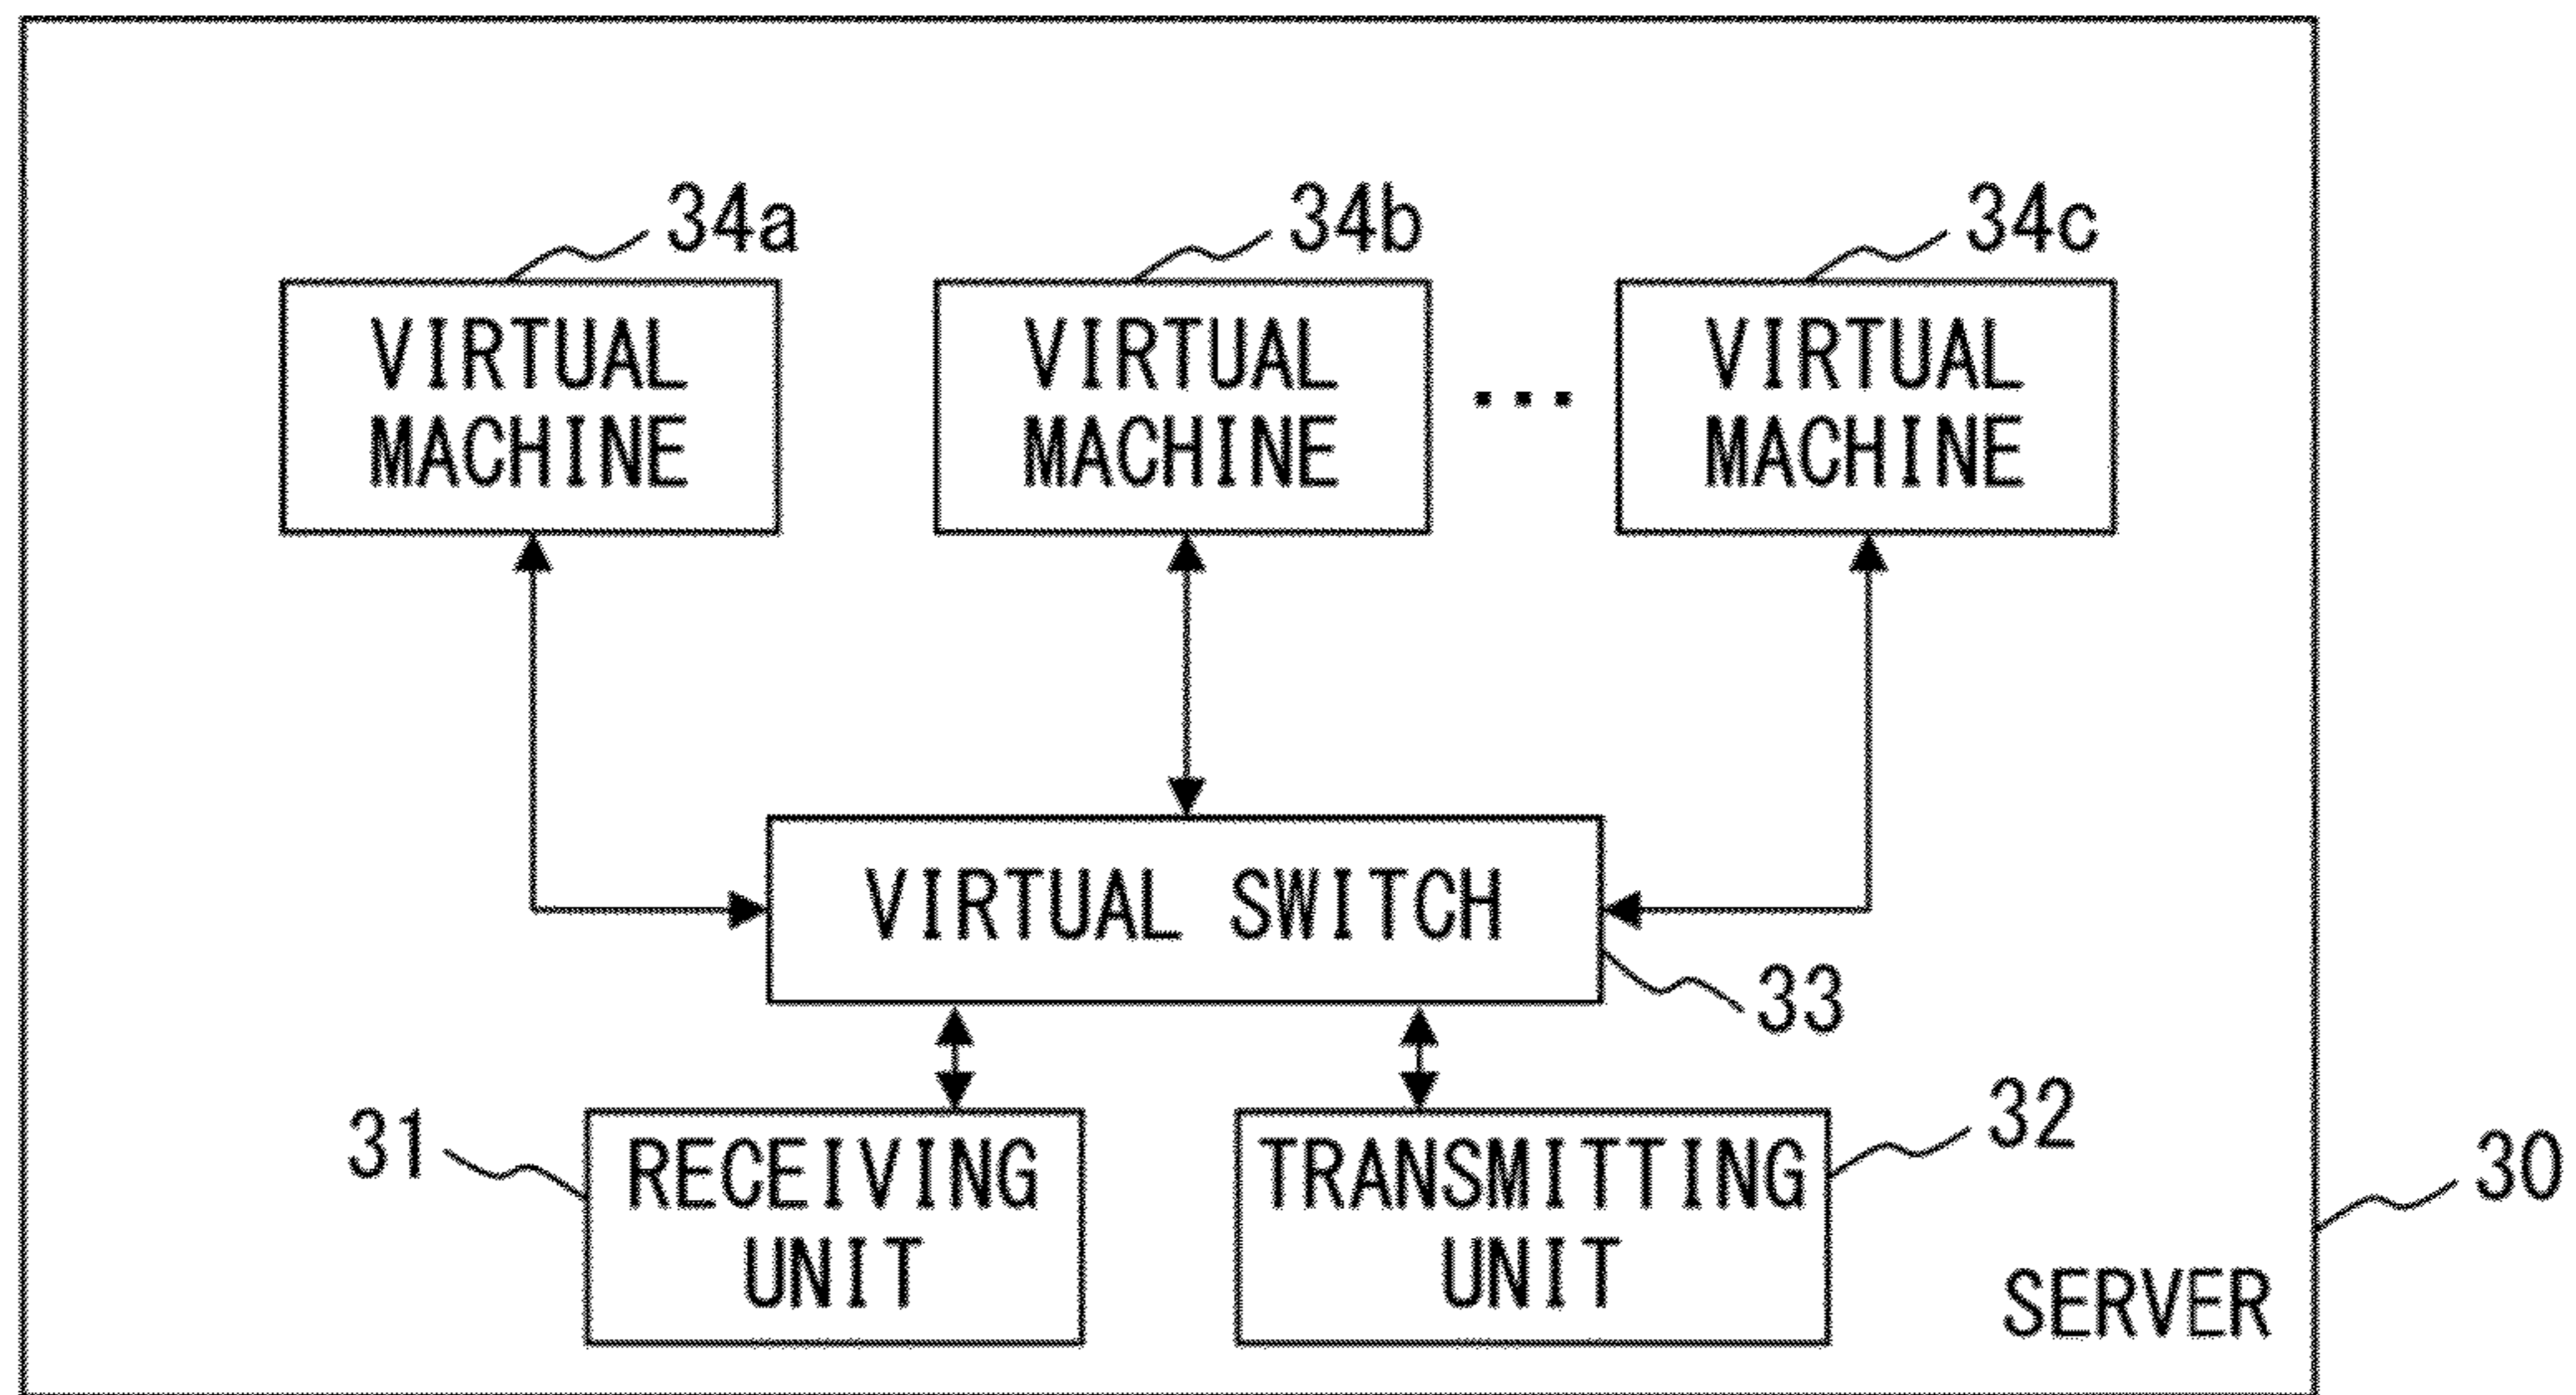 34a
34b
34c
VIRTUAL
MACHINE
VIRTUAL
MACHINE
...
VIRTUAL
MACHINE
VIRTUAL SWITCH
33
31
RECEIVING
UNIT
TRANSMITTING
UNIT
32
30
SERVER